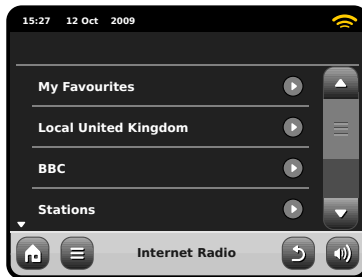 15:27 12 Oct 2009
My Favourites
Local United Kingdom
BBC
Stations
Internet Radio